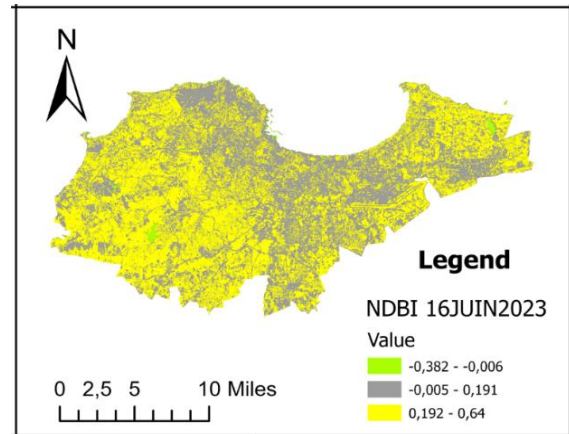 N
Legend
NDBI 16JUIN2023
Value
-0,382 - -0,006
-0,005 - 0,191
0,192 - 0,64
0 2,5 5 10 Miles